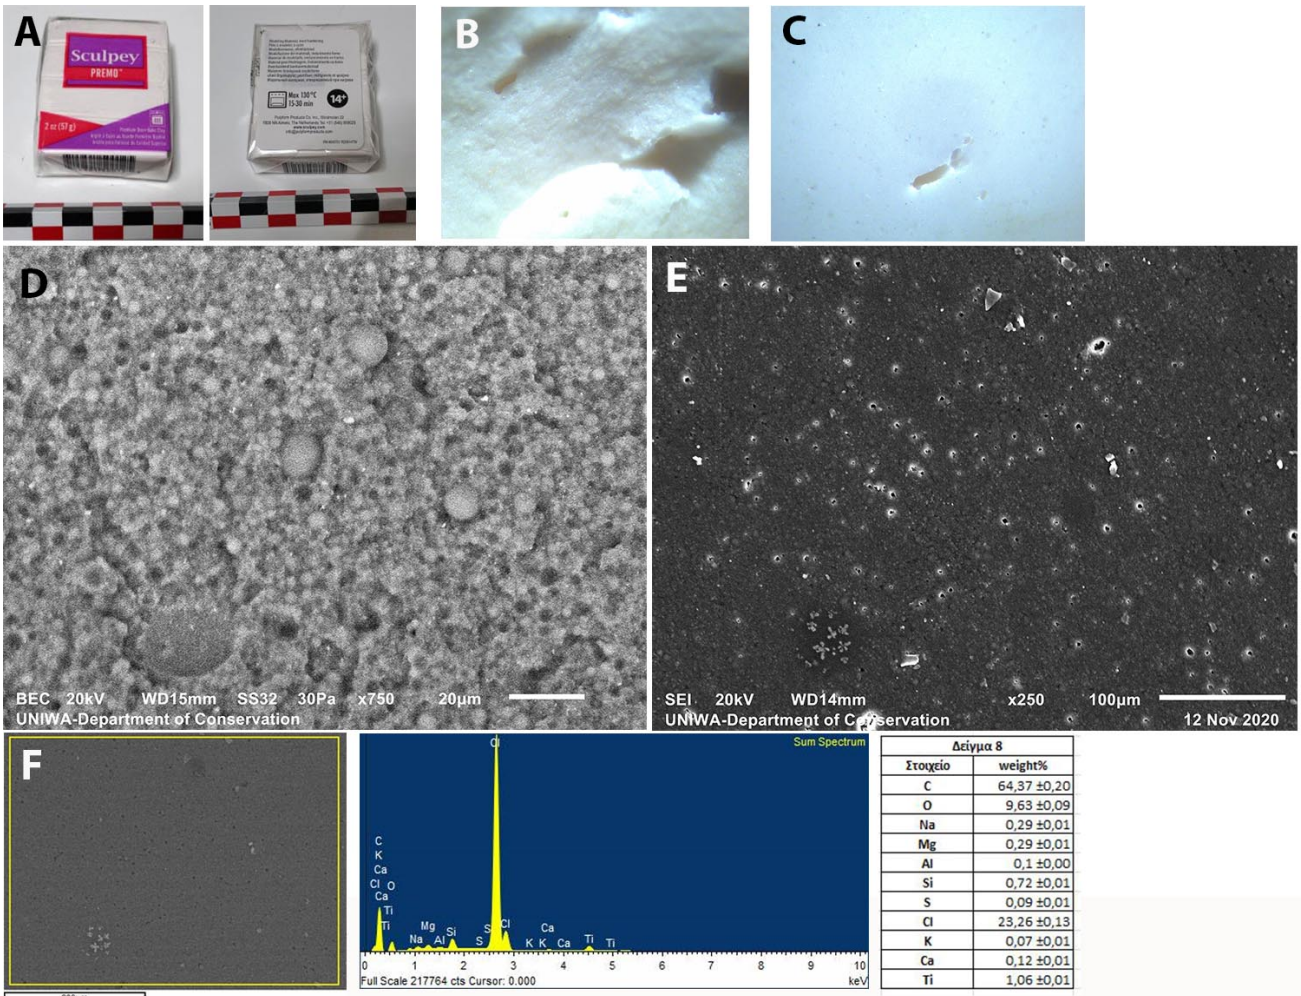 A
Sculpey
PREMO™
2 oz (57 g)
B
C
Max 130°C
15-30 min
14+
D
BEC 20kV WD15mm SS32 30Pa x750 20µm
UNIWA-Department of Conservation
E
SEI 20kV WD14mm x250 100µm
UNIWA-Department of Conservation 12 Nov 2020
F
Sum Spectrum
Cl
C
K
Ca
Cl O
Ca
Ti
Ti
Na Mg Al Si S S Cl K K Ca Ca Ti Ti
0 1 2 3 4 5 6 7 8 9 10
Full Scale 217764 cts Cursor: 0.000 keV
Δείγμα 8
Στοιχείο weight%
C 64,37 ±0,20
O 9,63 ±0,09
Na 0,29 ±0,01
Mg 0,29 ±0,01
Al 0,1 ±0,00
Si 0,72 ±0,01
S 0,09 ±0,01
Cl 23,26 ±0,13
K 0,07 ±0,01
Ca 0,12 ±0,01
Ti 1,06 ±0,01